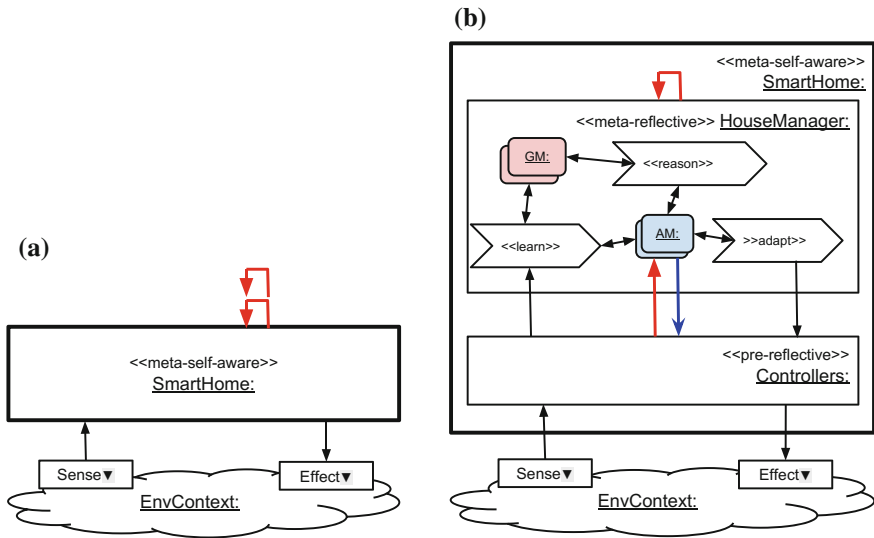 (a)
<<meta-self-aware>>
SmartHome:
Sense▼
Effect▼
EnvContext:
(b)
<<meta-self-aware>>
SmartHome:
<<meta-reflective>> HouseManager:
GM:
<<reason>>
<<learn>>
AM:
>>adapt>>
<<pre-reflective>>
Controllers:
Sense▼
Effect▼
EnvContext: